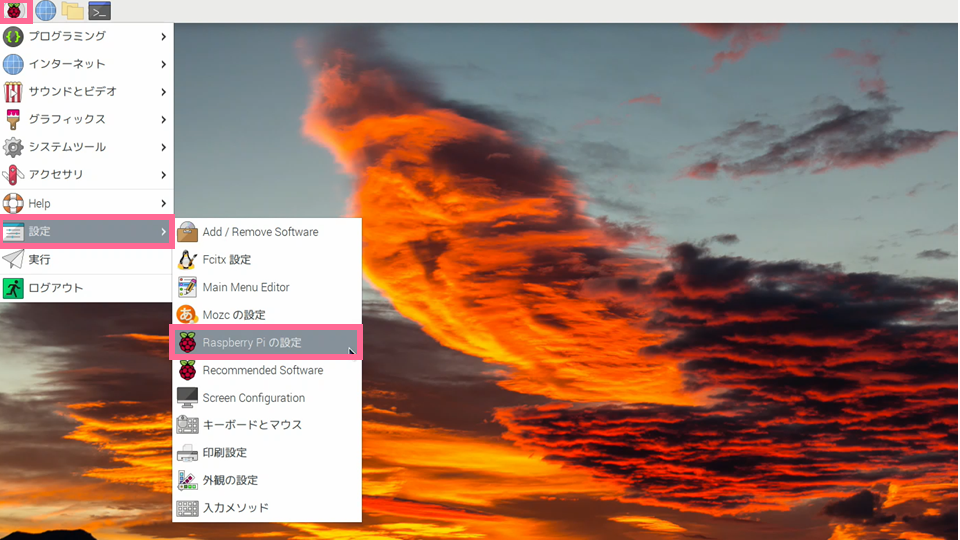 プログラミング
インターネット
サウンドとビデオ
グラフィックス
システムツール
アクセサリ
Help
設定
実行
ログアウト
Add / Remove Software
Fcitx 設定
Main Menu Editor
Mozc の設定
Raspberry Pi の設定
Recommended Software
Screen Configuration
キーボードとマウス
印刷設定
外観の設定
入力メソッド